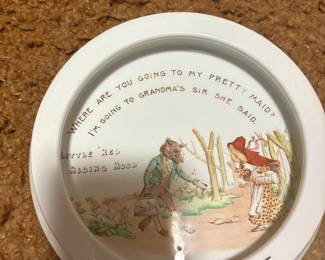 WHERE ARE YOU GOING TO MY PRETTY MAID?
I'M GOING TO GRANDMA'S SIR SHE SAID.
LITTLE RED
RIDING HOOD